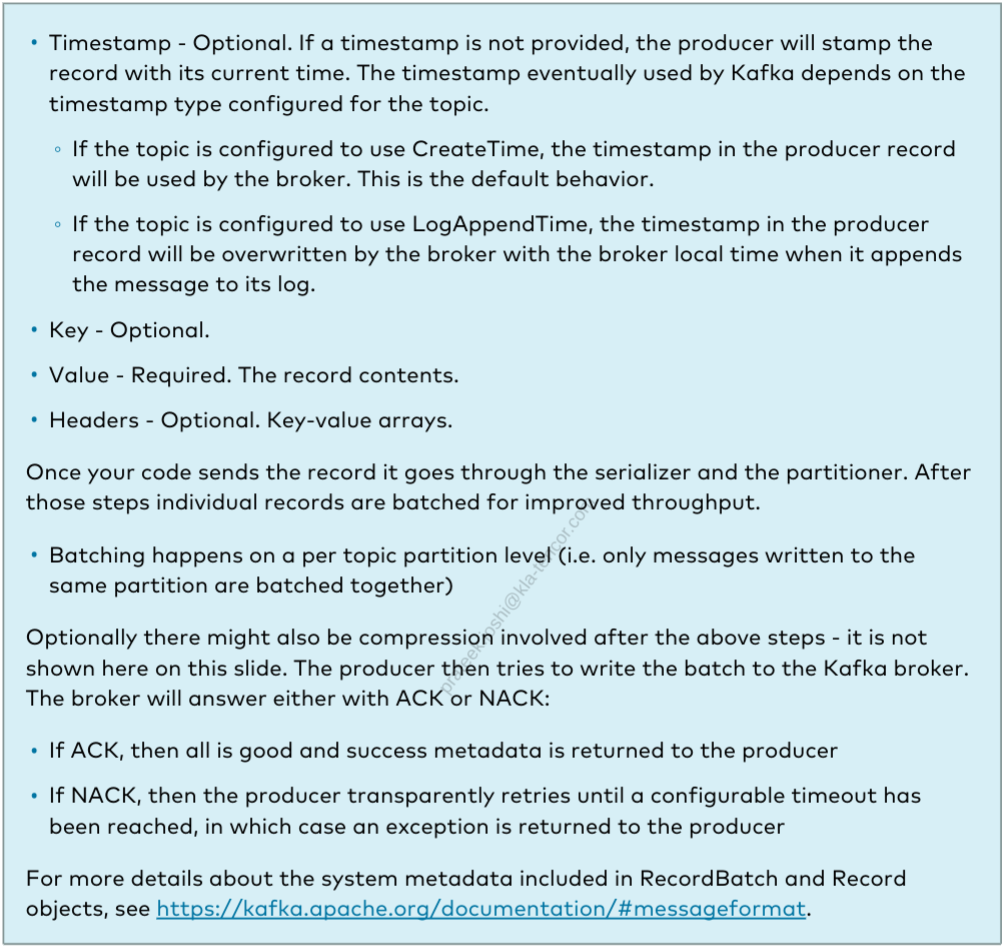 • Timestamp - Optional. If a timestamp is not provided, the producer will stamp the
record with its current time. The timestamp eventually used by Kafka depends on the
timestamp type configured for the topic.
◦ If the topic is configured to use CreateTime, the timestamp in the producer record
will be used by the broker. This is the default behavior.
◦ If the topic is configured to use LogAppendTime, the timestamp in the producer
record will be overwritten by the broker with the broker local time when it appends
the message to its log.
• Key - Optional.
• Value - Required. The record contents.
• Headers - Optional. Key-value arrays.
Once your code sends the record it goes through the serializer and the partitioner. After
those steps individual records are batched for improved throughput.
• Batching happens on a per topic partition level (i.e. only messages written to the
same partition are batched together)
Optionally there might also be compression involved after the above steps - it is not
shown here on this slide. The producer then tries to write the batch to the Kafka broker.
The broker will answer either with ACK or NACK:
• If ACK, then all is good and success metadata is returned to the producer
• If NACK, then the producer transparently retries until a configurable timeout has
been reached, in which case an exception is returned to the producer
For more details about the system metadata included in RecordBatch and Record
objects, see https://kafka.apache.org/documentation/#messageformat.